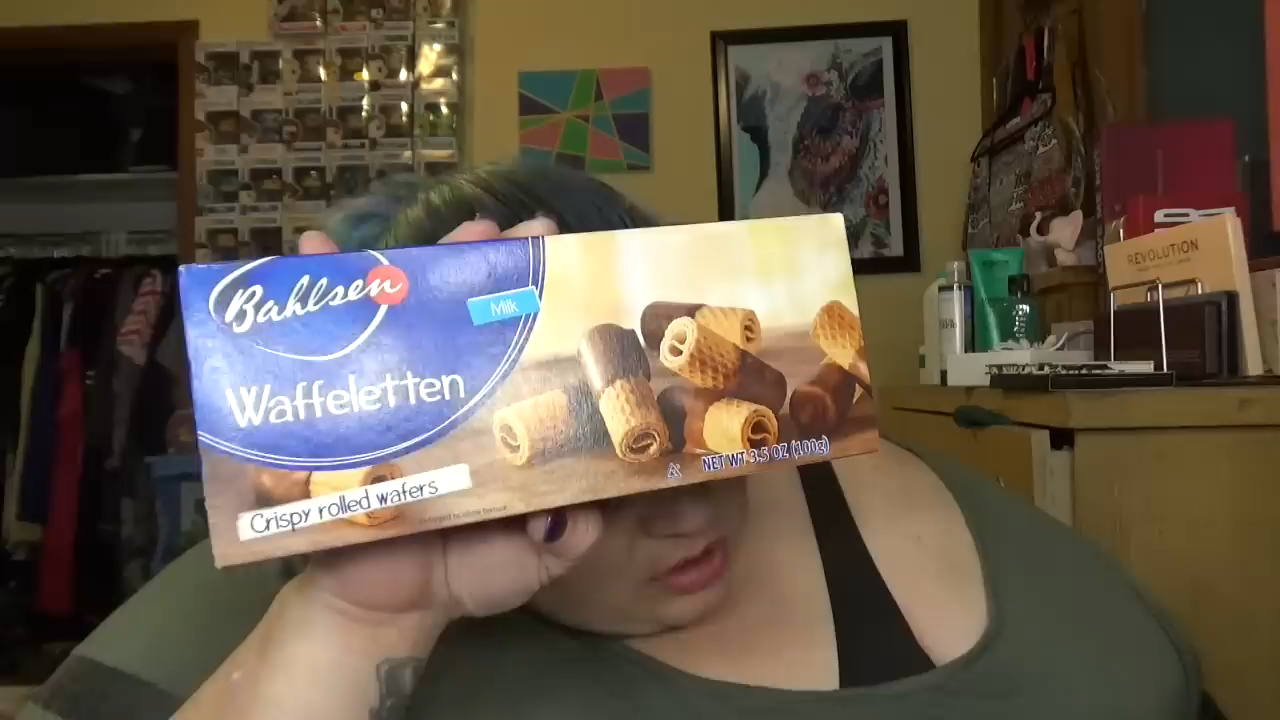 Bahlsen
Milk
Waffeletten
Crispy rolled wafers
NET WT 3.5 OZ (100g)
REVOLUTION